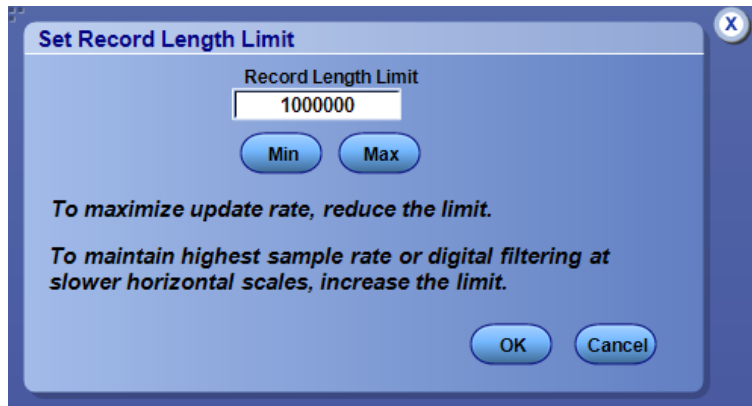 Set Record Length Limit
X
Record Length Limit
1000000
Min Max
To maximize update rate, reduce the limit.
To maintain highest sample rate or digital filtering at
slower horizontal scales, increase the limit.
OK Cancel